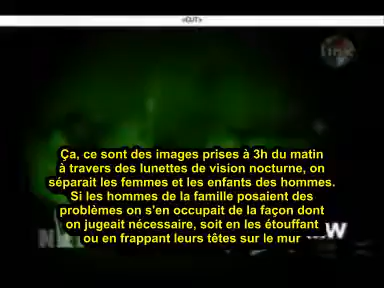 <CUT>
Ça, ce sont des images prises à 3h du matin
à travers des lunettes de vision nocturne, on
séparait les femmes et les enfants des hommes.
Si les hommes de la famille posaient des
problèmes on s'en occupait de la façon dont
on jugeait nécessaire, soit en les étouffant
ou en frappant leurs têtes sur le mur